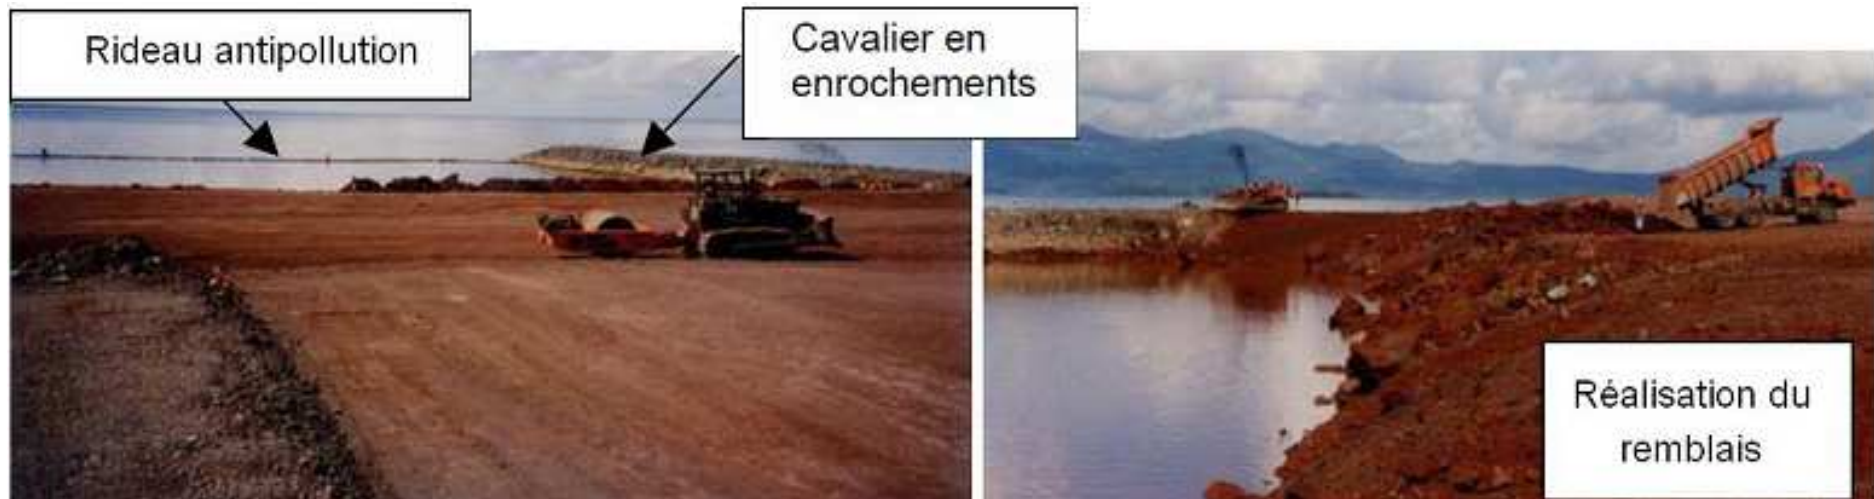 Rideau antipollution
Cavalier en
enrochements
Réalisation du
remblais